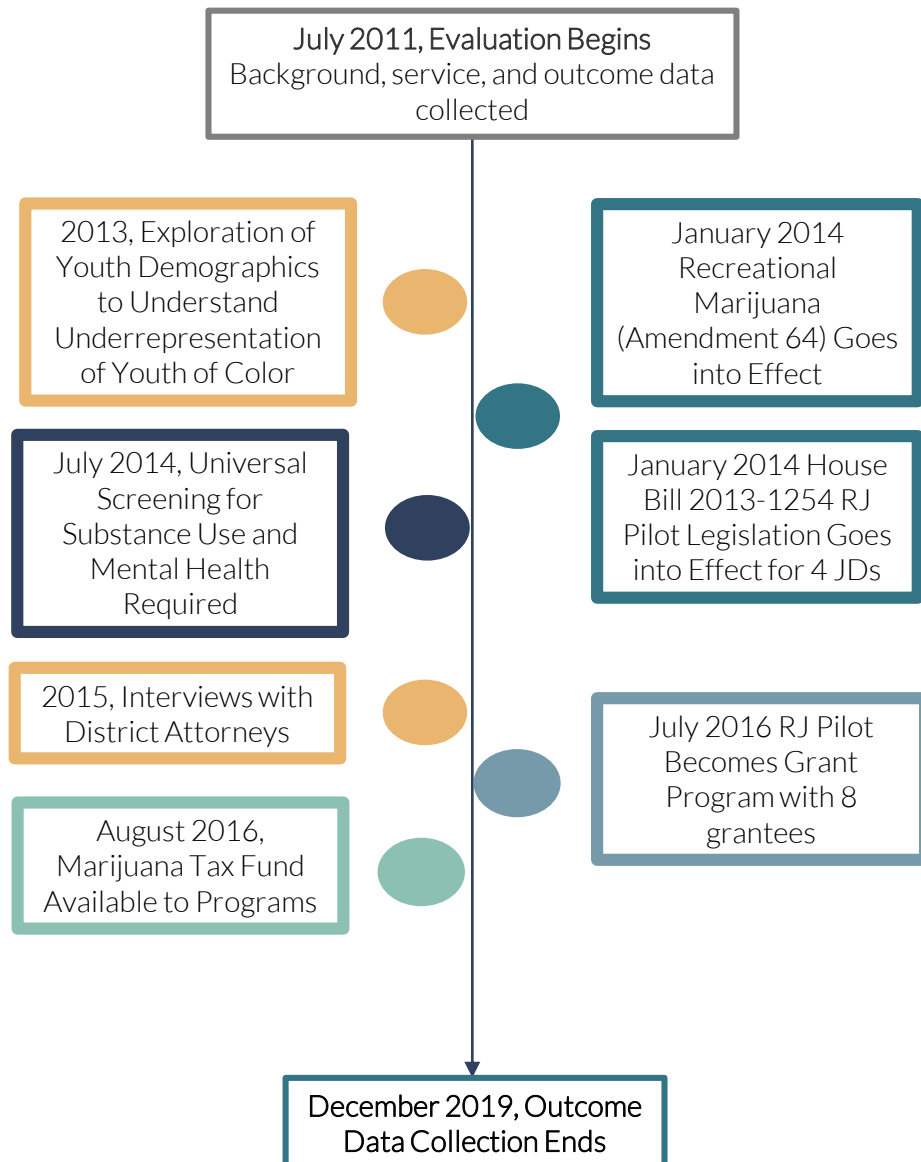 July 2011, Evaluation Begins
Background, service, and outcome data
collected
2013, Exploration of
Youth Demographics
to Understand
Underrepresentation
of Youth of Color
January 2014
Recreational
Marijuana
(Amendment 64) Goes
into Effect
July 2014, Universal
Screening for
Substance Use and
Mental Health
Required
January 2014 House
Bill 2013-1254 RJ
Pilot Legislation Goes
into Effect for 4 JDs
2015, Interviews with
District Attorneys
July 2016 RJ Pilot
Becomes Grant
Program with 8
grantees
August 2016,
Marijuana Tax Fund
Available to Programs
December 2019, Outcome
Data Collection Ends